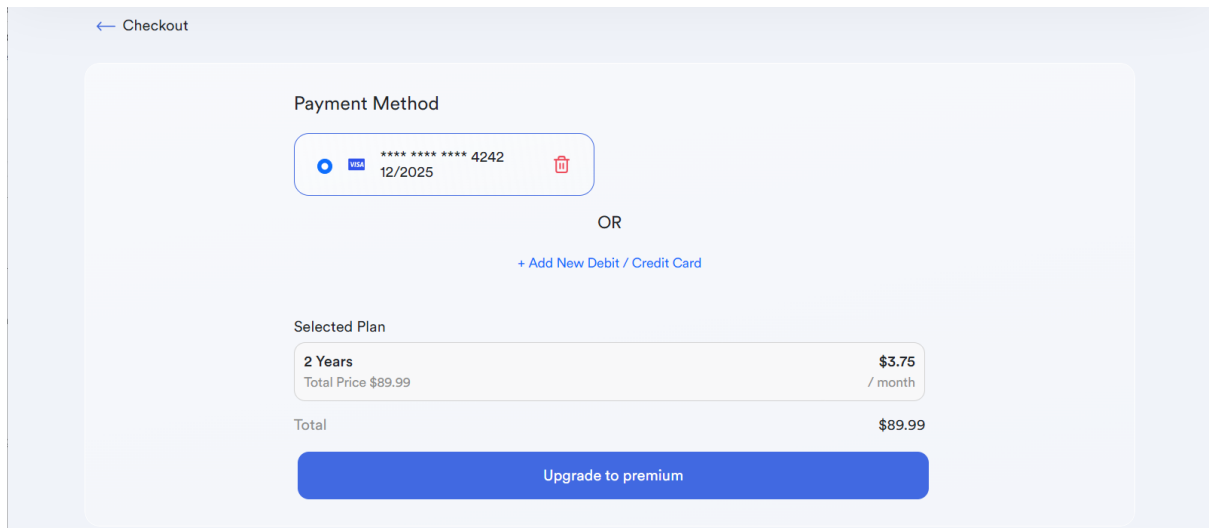 ← Checkout
Payment Method
VISA
**** **** **** 4242
12/2025
OR
+ Add New Debit / Credit Card
Selected Plan
2 Years $3.75
Total Price $89.99 / month
Total $89.99
Upgrade to premium